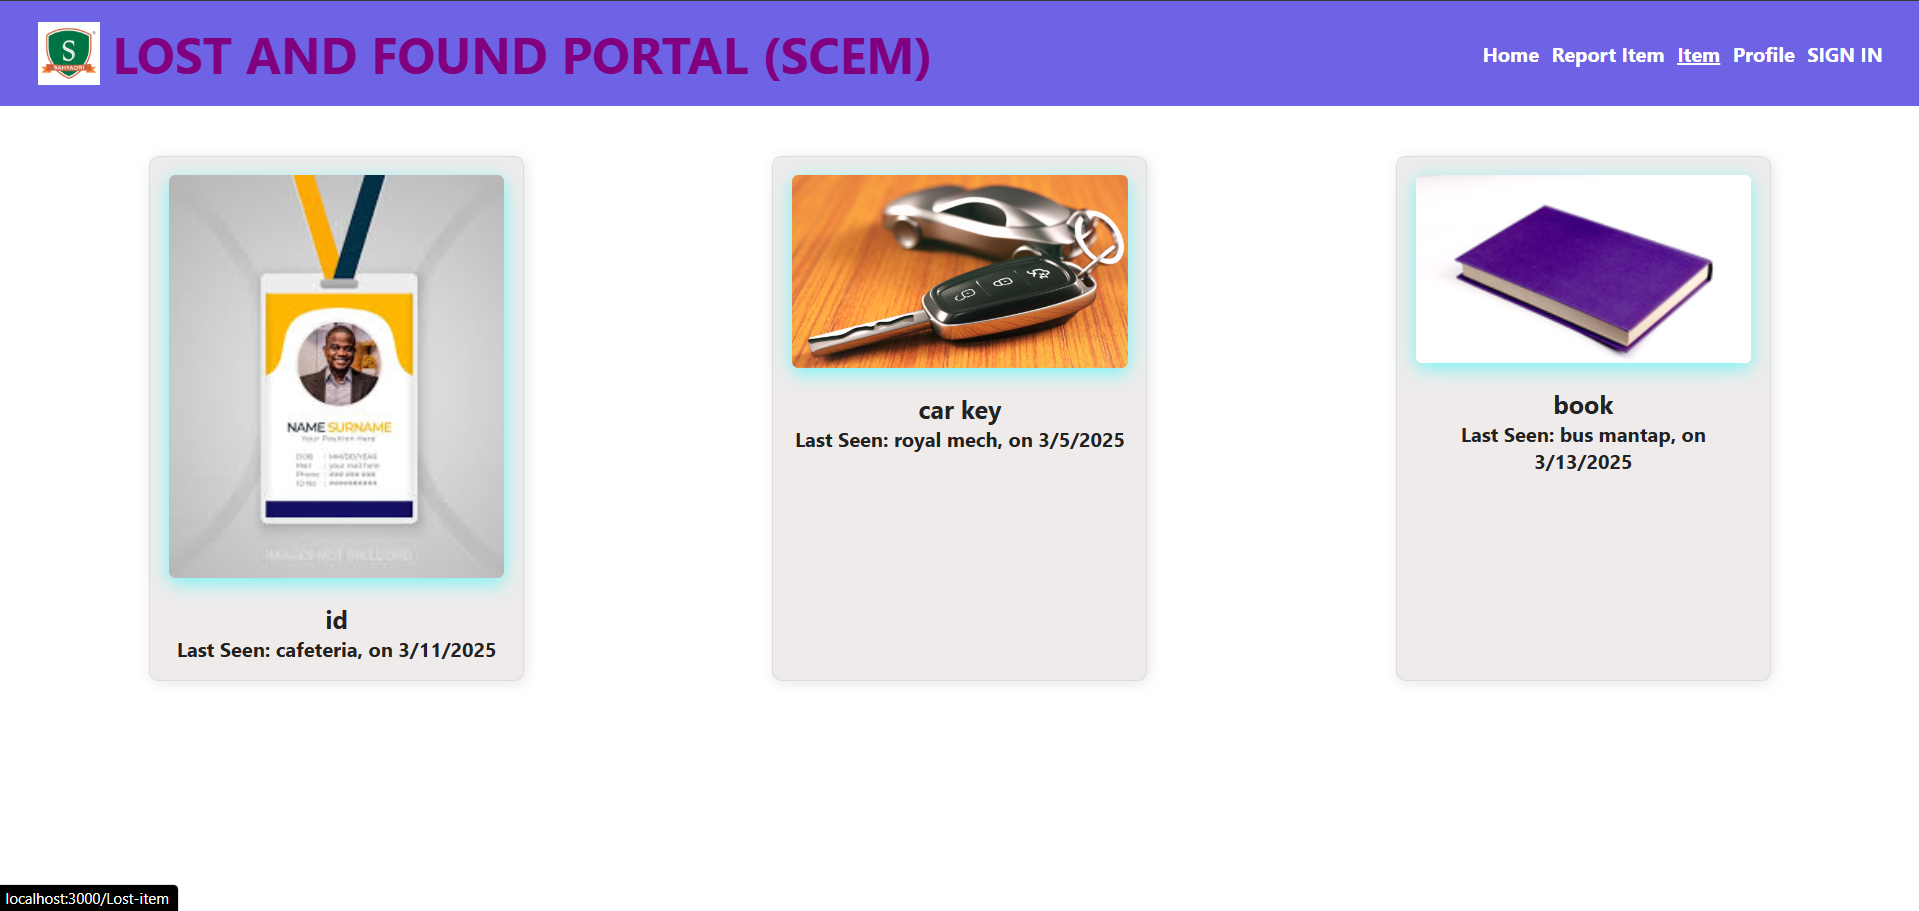 S
SAHYADRI
LOST AND FOUND PORTAL (SCEM)
Home Report Item Item Profile SIGN IN
NAME SURNAME
Your Position Here
DOB : MM/DD/YEAR
Mail : your mail here
Phone : ### ### ###
ID No : ##########
IMAGES NOT INCLUDED
id
Last Seen: cafeteria, on 3/11/2025
car key
Last Seen: royal mech, on 3/5/2025
book
Last Seen: bus mantap, on
3/13/2025
localhost:3000/Lost-item